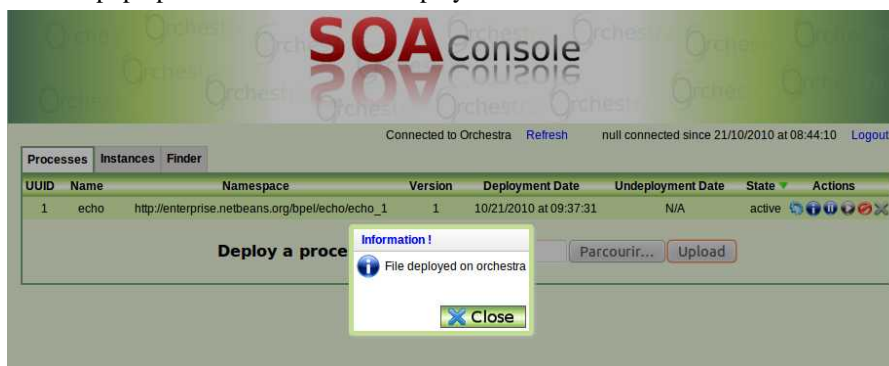 SOA Console
Connected to Orchestra Refresh null connected since 21/10/2010 at 08:44:10 Logout
Processes Instances Finder
UUID Name Namespace Version Deployment Date Undeployment Date State Actions
1 echo http://enterprise.netbeans.org/bpel/echo/echo_1 1 10/21/2010 at 09:37:31 N/A active
Information !
Deploy a proce Parcourir... Upload
File deployed on orchestra
Close